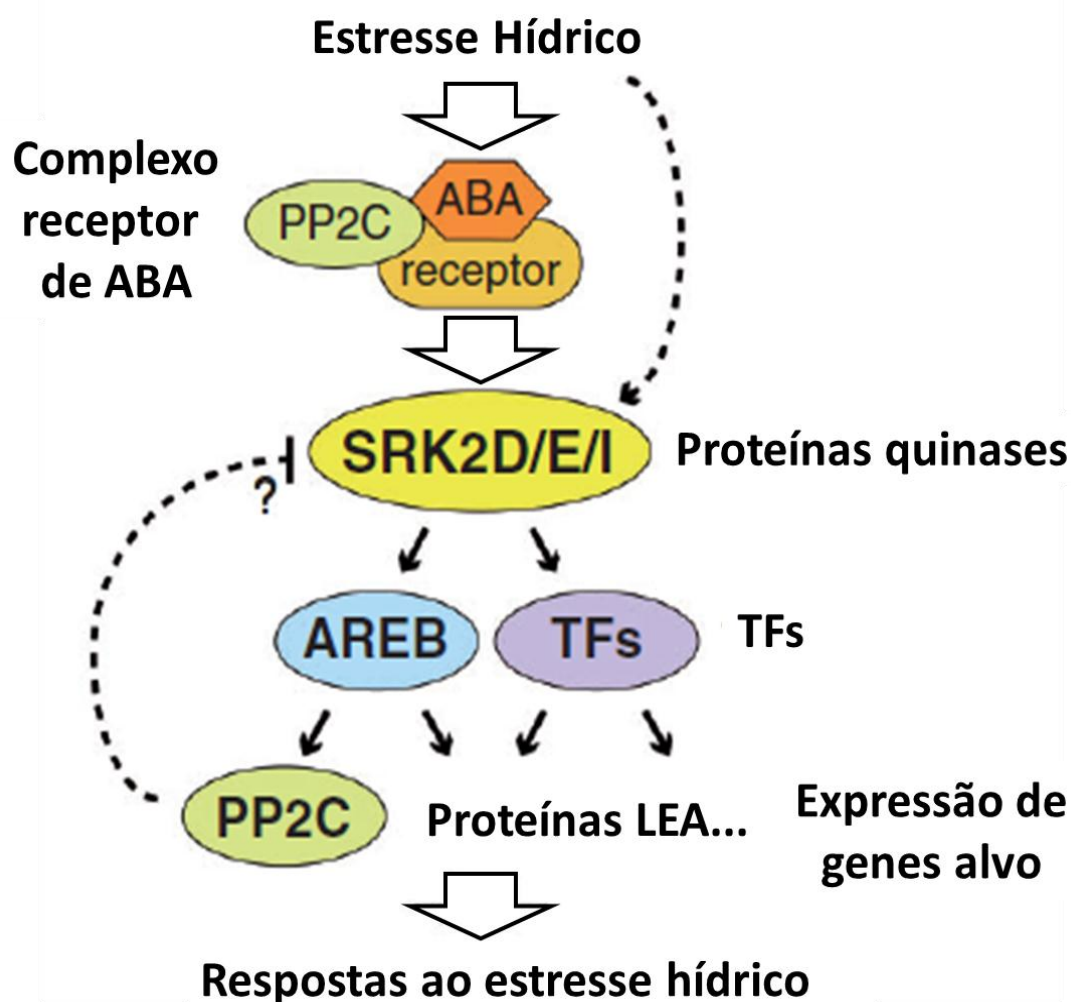 Estresse Hídrico
Complexo
receptor
de ABA
PP2C
ABA
receptor
SRK2D/E/I
Proteínas quinases
?
AREB
TFs
TFs
PP2C
Proteínas LEA...
Expressão de
genes alvo
Respostas ao estresse hídrico